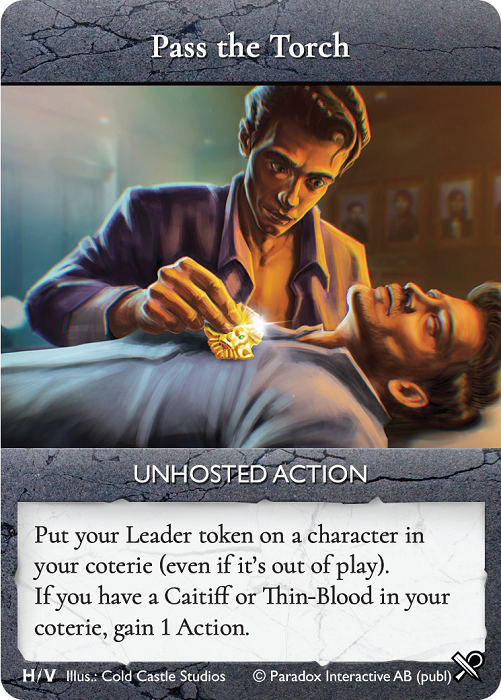 Pass the Torch
UNHOSTED ACTION
Put your Leader token on a character in
your coterie (even if it's out of play).
If you have a Caitiff or Thin-Blood in your
coterie, gain 1 Action.
H/V Illus.: Cold Castle Studios © Paradox Interactive AB (publ)